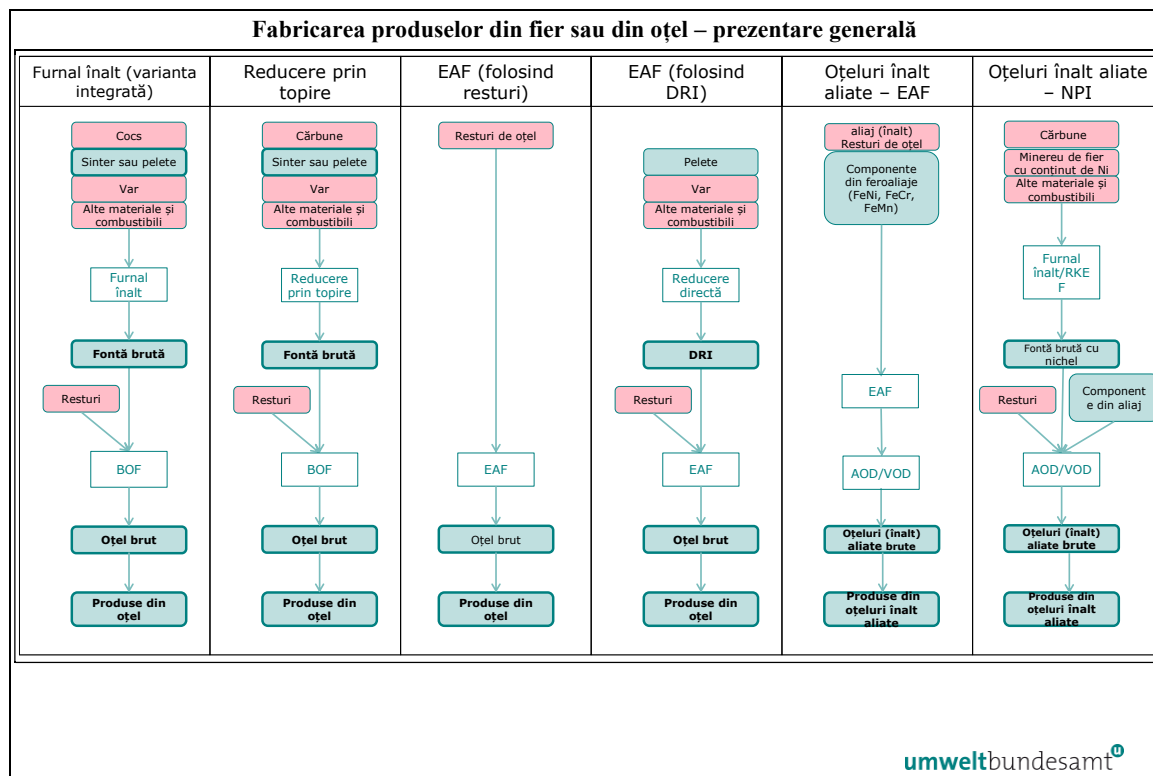 Fabricarea produselor din fier sau din oțel – prezentare generală
Furnal înalt (varianta
integrată)
Cocs
Sinter sau pelete
Var
Alte materiale și
combustibili
Furnal
înalt
Fontă brută
Resturi
BOF
Oțel brut
Produse din
oțel
Reducere prin
topire
Cărbune
Sinter sau pelete
Var
Alte materiale și
combustibili
Reducere
prin topire
Fontă brută
Resturi
BOF
Oțel brut
Produse din
oțel
EAF (folosind
resturi)
Resturi de oțel
EAF
Oțel brut
Produse din
oțel
EAF (folosind
DRI)
Pelete
Var
Alte materiale și
combustibili
Reducere
directă
DRI
Resturi
EAF
Oțel brut
Produse din
oțel
Oțeluri înalt
aliate – EAF
aliaj (înalt)
Resturi de oțel
Componente
din feroaliaje
(FeNi, FeCr,
FeMn)
EAF
AOD/VOD
Oțeluri (înalt)
aliate brute
Produse din
oțeluri înalt
aliate
Oțeluri înalt aliate
– NPI
Cărbune
Minereu de fier
cu conținut de Ni
Alte materiale și
combustibili
Furnal
înalt/RKE
F
Fontă brută cu
nichel
Resturi
Component
e din aliaj
AOD/VOD
Oțeluri (înalt)
aliate brute
Produse din
oțeluri înalt
aliate
umweltbundesamt
u